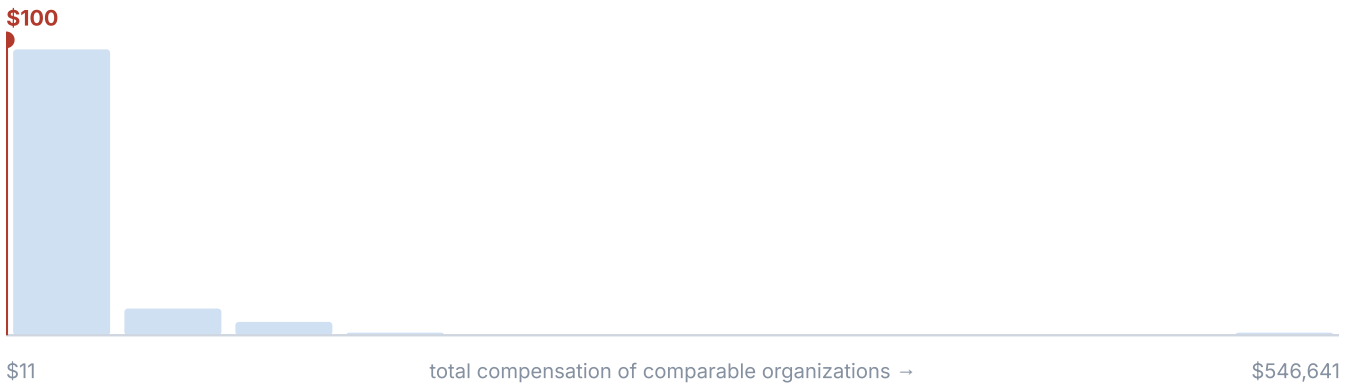 $100
$11 total compensation of comparable organizations → $546,641